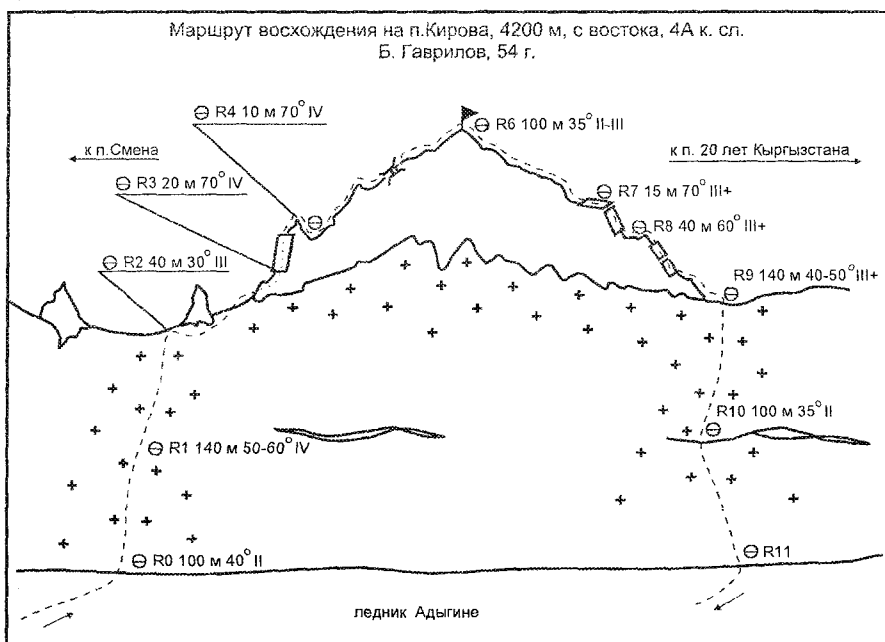 Маршрут восхождения на п.Кирова, 4200 м, с востока, 4А к. сл.
Б. Гаврилов, 54 г.
R4 10 м 70° IV
R6 100 м 35° II-III
к п.Смена
к п. 20 лет Кыргызстана
R3 20 м 70° IV
R7 15 м 70° III+
R8 40 м 60° III+
R2 40 м 30° III
R9 140 м 40-50° III+
R10 100 м 35° II
R1 140 м 50-60° IV
R0 100 м 40° II
R11
ледник Адыгине